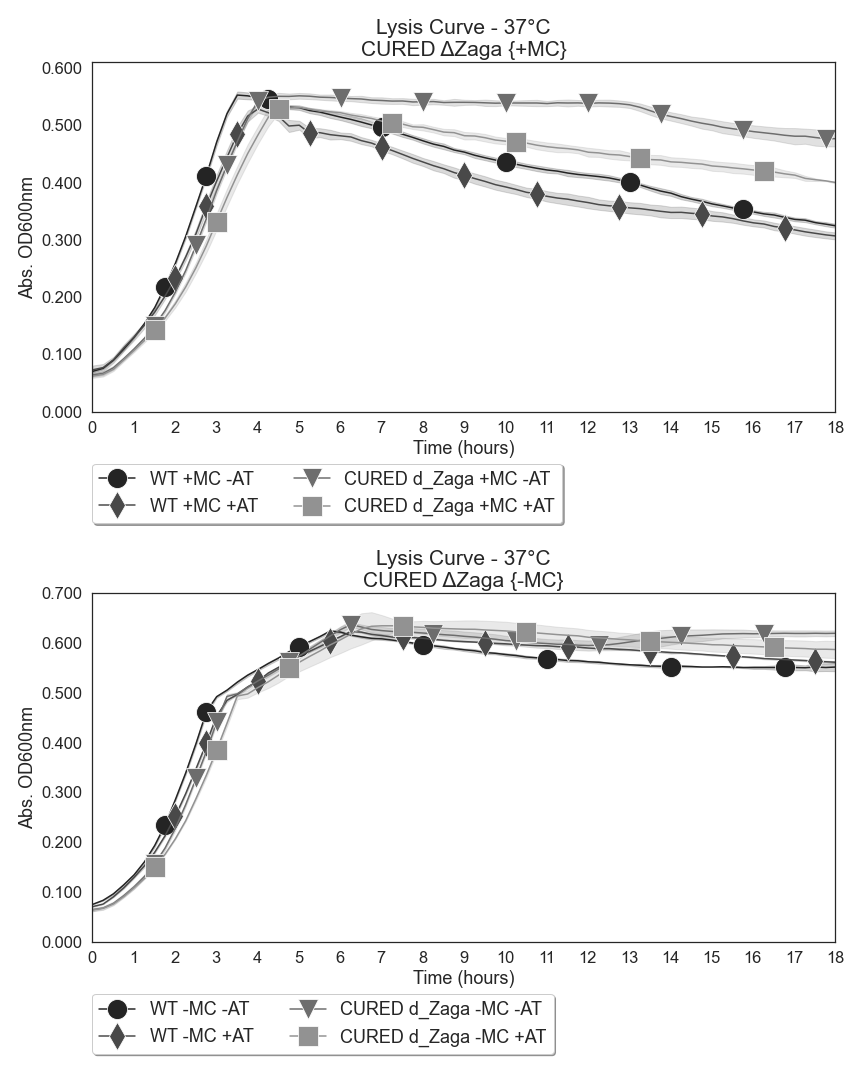 Lysis Curve - 37°C
CURED ΔZaga {+MC}
Abs. OD600nm
0.600
0.500
0.400
0.300
0.200
0.100
0.000
0 1 2 3 4 5 6 7 8 9 10 11 12 13 14 15 16 17 18
Time (hours)
WT +MC -AT CURED d_Zaga +MC -AT
WT +MC +AT CURED d_Zaga +MC +AT
Lysis Curve - 37°C
CURED ΔZaga {-MC}
Abs. OD600nm
0.700
0.600
0.500
0.400
0.300
0.200
0.100
0.000
0 1 2 3 4 5 6 7 8 9 10 11 12 13 14 15 16 17 18
Time (hours)
WT -MC -AT CURED d_Zaga -MC -AT
WT -MC +AT CURED d_Zaga -MC +AT